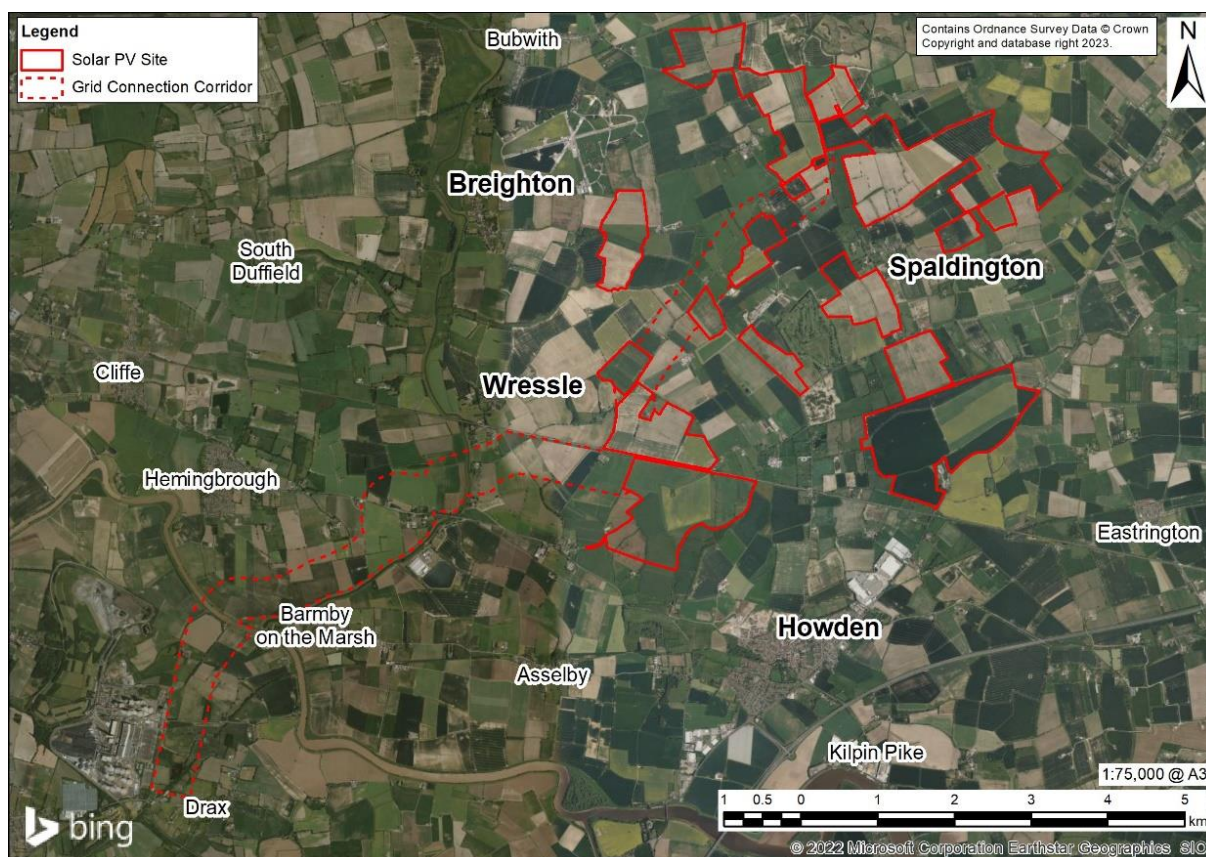 Legend
Solar PV Site
Grid Connection Corridor
Bubwith
Contains Ordnance Survey Data © Crown
Copyright and database right 2023.
N
Breighton
South
Duffield
Spaldington
Cliffe
Wressle
Hemingbrough
Eastrington
Barmby
on the Marsh
Howden
Asselby
Kilpin Pike
Drax
1:75,000 @ A3
1 0.5 0 1 2 3 4 5
km
bing
© 2022 Microsoft Corporation Earthstar Geographics SIO